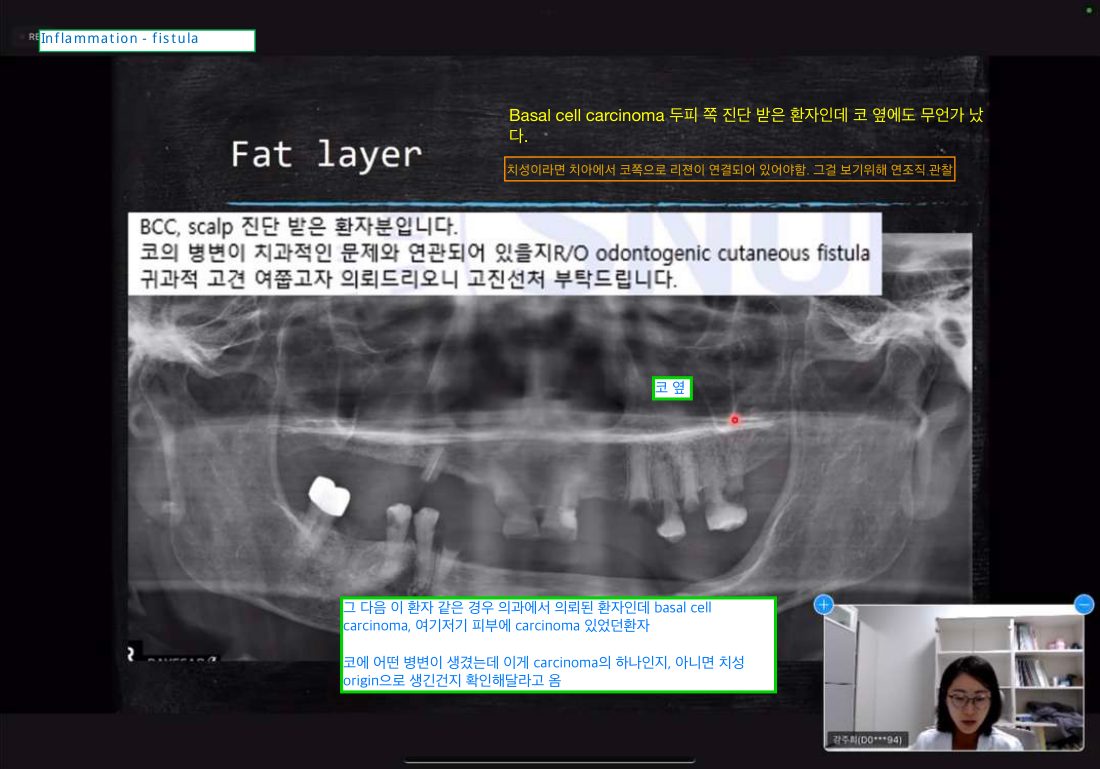 Inflammation - fistula
Basal cell carcinoma 두피 쪽 진단 받은 환자인데 코 옆에도 무언가 났
다.
Fat layer
치성이라면 치아에서 코쪽으로 리젼이 연결되어 있어야함. 그걸 보기위해 연조직 관찰
BCC, scalp 진단 받은 환자분입니다.
코의 병변이 치과적인 문제와 연관되어 있을지R/O odontogenic cutaneous fistula
귀과적 고견 여쭙고자 의뢰드리오니 고진선처 부탁드립니다.
코 옆
그 다음 이 환자 같은 경우 의과에서 의뢰된 환자인데 basal cell
carcinoma, 여기저기 피부에 carcinoma 있었던환자
코에 어떤 병변이 생겼는데 이게 carcinoma의 하나인지, 아니면 치성
origin으로 생긴건지 확인해달라고 옴
R
강주희(D0***94)